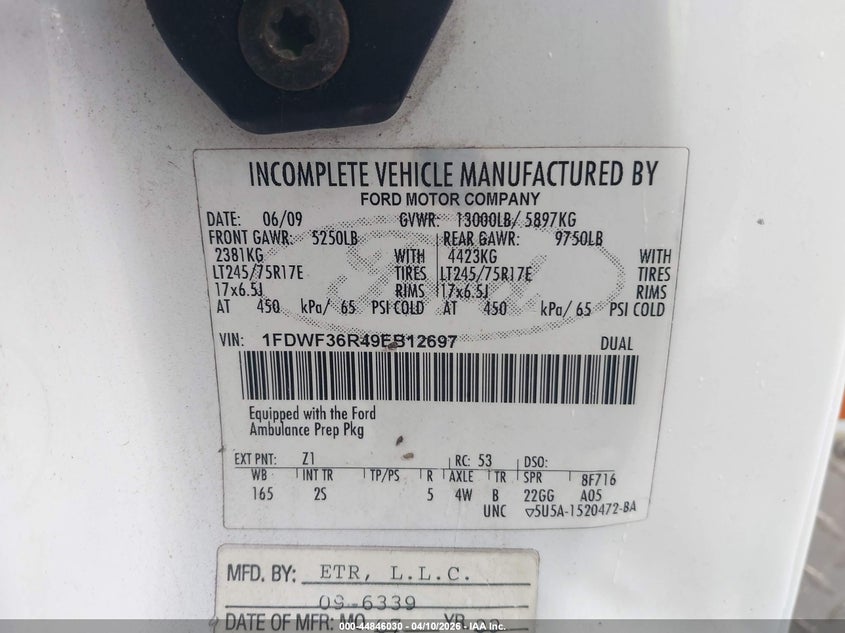 INCOMPLETE VEHICLE MANUFACTURED BY
FORD MOTOR COMPANY
DATE: 06/09 GVWR: 13000LB/ 5897KG
FRONT GAWR: 5250LB REAR GAWR: 9750LB
2381KG WITH 4423KG WITH
LT245/75R17E TIRES LT245/75R17E TIRES
17x6.5J RIMS 17x6.5J RIMS
AT 450 kPa/ 65 PSI COLD AT 450 kPa/ 65 PSI COLD
VIN: 1FDWF36R49EB12697 DUAL
Equipped with the Ford
Ambulance Prep Pkg
EXT PNT: Z1 RC: 53 DSO:
WB INT TR TP/PS R AXLE TR SPR 8F716
165 2S 5 4W B 22GG A05
UNC ▽5U5A-1520472-BA
MFD. BY: ETR, L.L.C.
09-6339
DATE OF MFR: MO. YR.
000-44846030 - 04/10/2026 - IAA Inc.